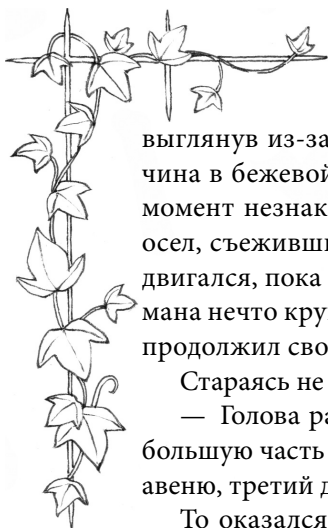 выглянув из-за
чина в бежевой
момент незнак
осел, съеживш
двигался, пока
мана нечто кру
продолжил сво
Стараясь не
— Голова ра
большую часть
авеню, третий д
То оказался